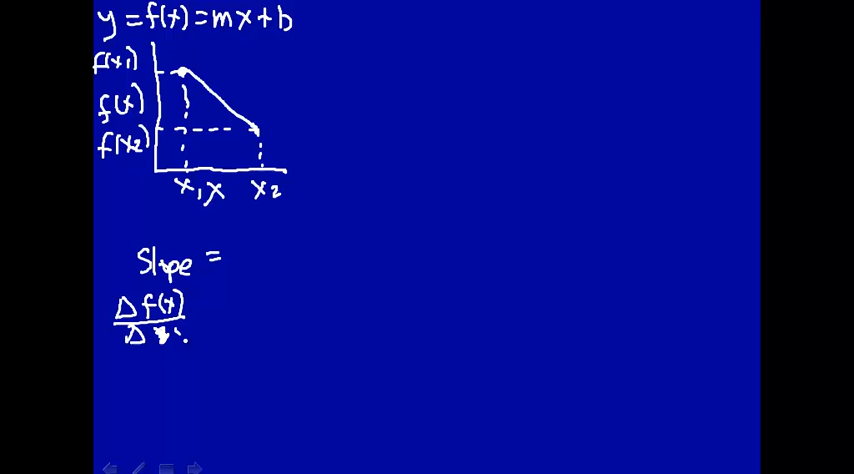 y = f(x) = mx + b
f(x1)
f(x)
f(x2)
x1 x x2
Slope =
Δ f(x)
Δ